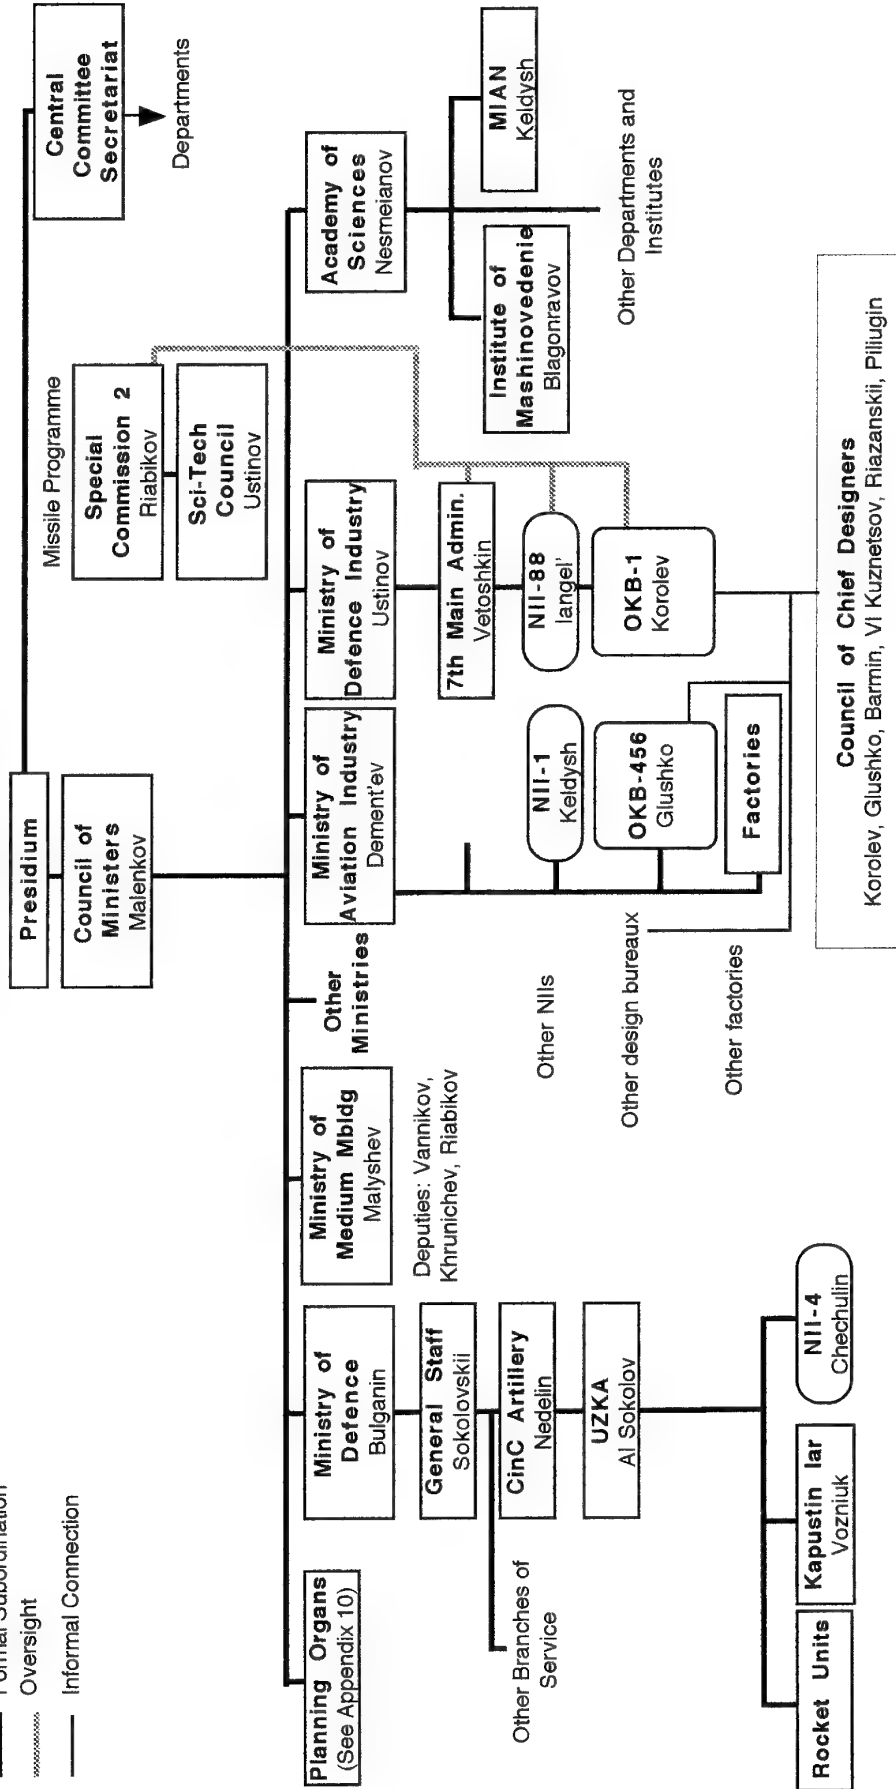 Formal Subordination
Oversight
Informal Connection
Presidium
Council of
Ministers
Malenkov
Central
Committee
Secretariat
Departments
Missile Programme
Special
Commission 2
Riabikov
Sci-Tech
Council
Ustinov
Planning Organs
(See Appendix 10)
Ministry of
Defence
Bulganin
General Staff
Sokolovskii
CinC Artillery
Nedelin
UZKA
AI Sokolov
Other Branches of
Service
Rocket Units
Kapustin Iar
Vozniuk
NII-4
Chechulin
Ministry of
Medium Mbldg
Malyshev
Deputies: Vannikov,
Khrunichev, Riabikov
Other
Ministries
Ministry of
Aviation Industry
Dement'ev
Other NIIs
Other design bureaux
Other factories
NII-1
Keldysh
OKB-456
Glushko
Factories
Ministry of
Defence Industry
Ustinov
7th Main Admin.
Vetoshkin
NII-88
Iangel'
OKB-1
Korolev
Academy of
Sciences
Nesmeianov
Institute of
Mashinovedenie
Blagonravov
MIAN
Keldysh
Other Departments and
Institutes
Council of Chief Designers
Korolev, Glushko, Barmin, VI Kuznetsov, Riazanskii, Piliugin